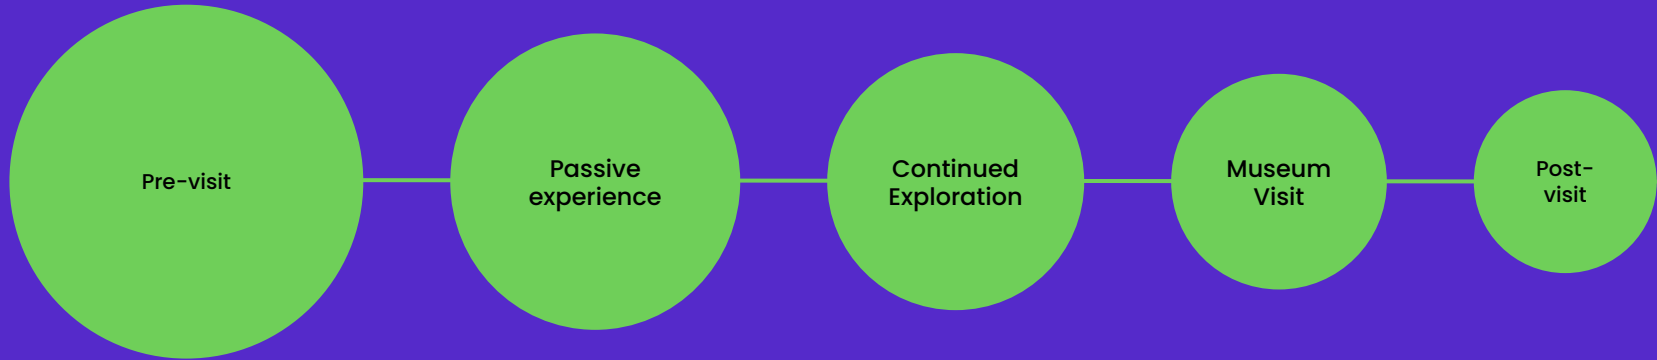 Pre-visit
Passive
experience
Continued
Exploration
Museum
Visit
Post-
visit